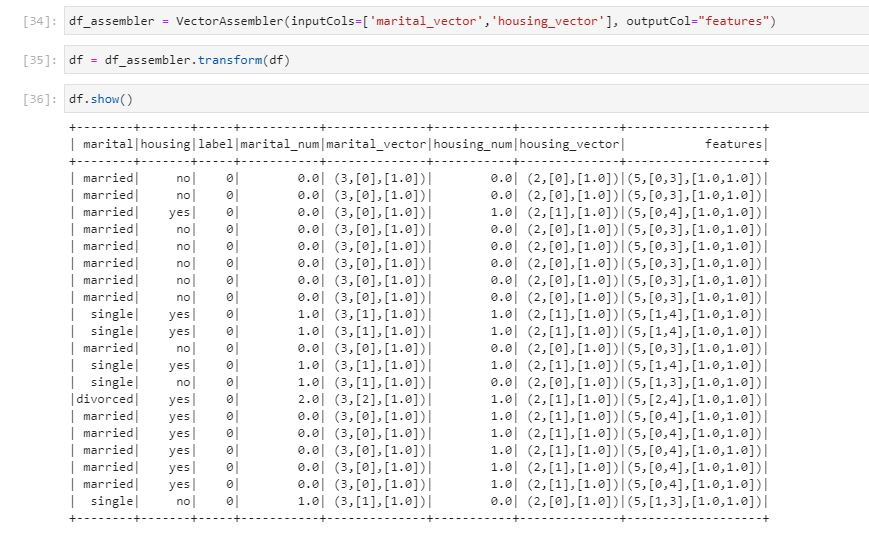 [34]: df_assembler = VectorAssembler(inputCols=['marital_vector','housing_vector'], outputCol="features")
[35]: df = df_assembler.transform(df)
[36]: df.show()
+--------+-------+-----+-----------+--------------+-----------+--------------+-------------------+
| marital|housing|label|marital_num|marital_vector|housing_num|housing_vector|           features|
+--------+-------+-----+-----------+--------------+-----------+--------------+-------------------+
| married|     no|    0|        0.0| (3,[0],[1.0])|        0.0| (2,[0],[1.0])|(5,[0,3],[1.0,1.0])|
| married|     no|    0|        0.0| (3,[0],[1.0])|        0.0| (2,[0],[1.0])|(5,[0,3],[1.0,1.0])|
| married|    yes|    0|        0.0| (3,[0],[1.0])|        1.0| (2,[1],[1.0])|(5,[0,4],[1.0,1.0])|
| married|     no|    0|        0.0| (3,[0],[1.0])|        0.0| (2,[0],[1.0])|(5,[0,3],[1.0,1.0])|
| married|     no|    0|        0.0| (3,[0],[1.0])|        0.0| (2,[0],[1.0])|(5,[0,3],[1.0,1.0])|
| married|     no|    0|        0.0| (3,[0],[1.0])|        0.0| (2,[0],[1.0])|(5,[0,3],[1.0,1.0])|
| married|     no|    0|        0.0| (3,[0],[1.0])|        0.0| (2,[0],[1.0])|(5,[0,3],[1.0,1.0])|
| married|     no|    0|        0.0| (3,[0],[1.0])|        0.0| (2,[0],[1.0])|(5,[0,3],[1.0,1.0])|
|  single|    yes|    0|        1.0| (3,[1],[1.0])|        1.0| (2,[1],[1.0])|(5,[1,4],[1.0,1.0])|
|  single|    yes|    0|        1.0| (3,[1],[1.0])|        1.0| (2,[1],[1.0])|(5,[1,4],[1.0,1.0])|
| married|     no|    0|        0.0| (3,[0],[1.0])|        0.0| (2,[0],[1.0])|(5,[0,3],[1.0,1.0])|
|  single|    yes|    0|        1.0| (3,[1],[1.0])|        1.0| (2,[1],[1.0])|(5,[1,4],[1.0,1.0])|
|  single|     no|    0|        1.0| (3,[1],[1.0])|        0.0| (2,[0],[1.0])|(5,[1,3],[1.0,1.0])|
|divorced|    yes|    0|        2.0| (3,[2],[1.0])|        1.0| (2,[1],[1.0])|(5,[2,4],[1.0,1.0])|
| married|    yes|    0|        0.0| (3,[0],[1.0])|        1.0| (2,[1],[1.0])|(5,[0,4],[1.0,1.0])|
| married|    yes|    0|        0.0| (3,[0],[1.0])|        1.0| (2,[1],[1.0])|(5,[0,4],[1.0,1.0])|
| married|    yes|    0|        0.0| (3,[0],[1.0])|        1.0| (2,[1],[1.0])|(5,[0,4],[1.0,1.0])|
| married|    yes|    0|        0.0| (3,[0],[1.0])|        1.0| (2,[1],[1.0])|(5,[0,4],[1.0,1.0])|
| married|    yes|    0|        0.0| (3,[0],[1.0])|        1.0| (2,[1],[1.0])|(5,[0,4],[1.0,1.0])|
|  single|     no|    0|        1.0| (3,[1],[1.0])|        0.0| (2,[0],[1.0])|(5,[1,3],[1.0,1.0])|
+--------+-------+-----+-----------+--------------+-----------+--------------+-------------------+